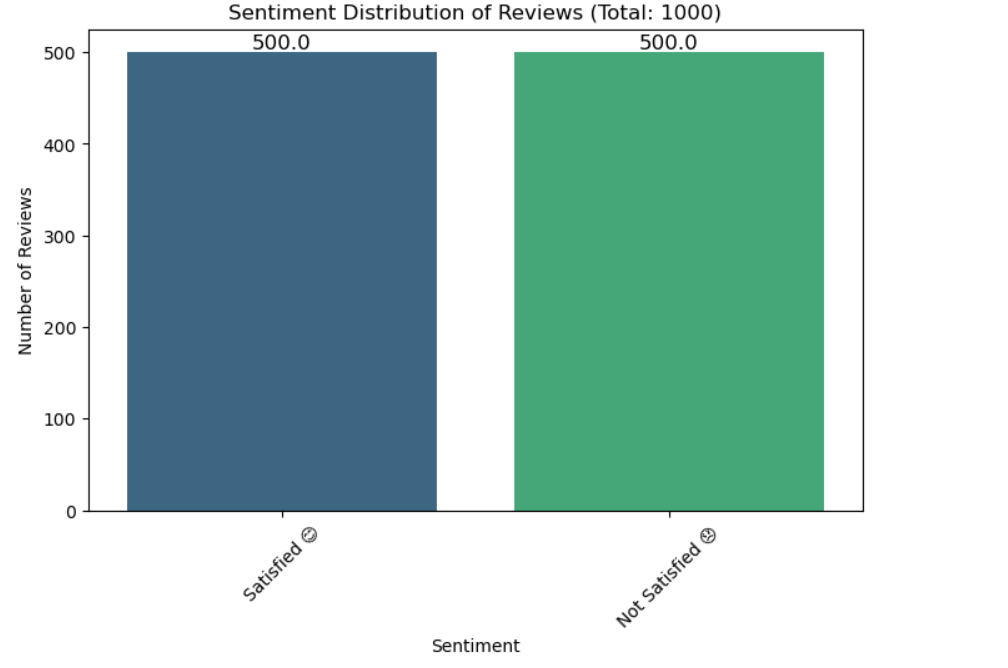 Sentiment Distribution of Reviews (Total: 1000)
500.0
500.0
500
400
300
200
100
0
Number of Reviews
Satisfied 😊
Not Satisfied 😞
Sentiment